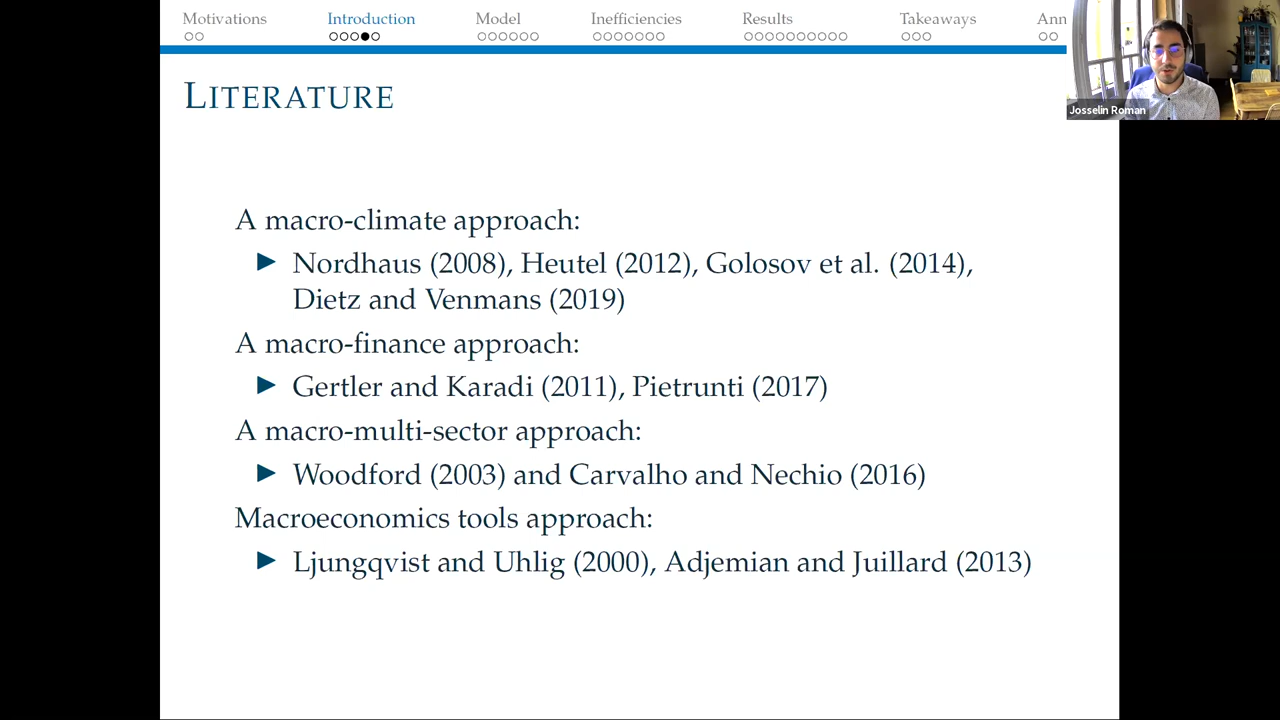 Motivations Introduction Model Inefficiencies Results Takeaways Ann
Josselin Roman
LITERATURE
A macro-climate approach:
Nordhaus (2008), Heutel (2012), Golosov et al. (2014),
Dietz and Venmans (2019)
A macro-finance approach:
Gertler and Karadi (2011), Pietrunti (2017)
A macro-multi-sector approach:
Woodford (2003) and Carvalho and Nechio (2016)
Macroeconomics tools approach:
Ljungqvist and Uhlig (2000), Adjemian and Juillard (2013)